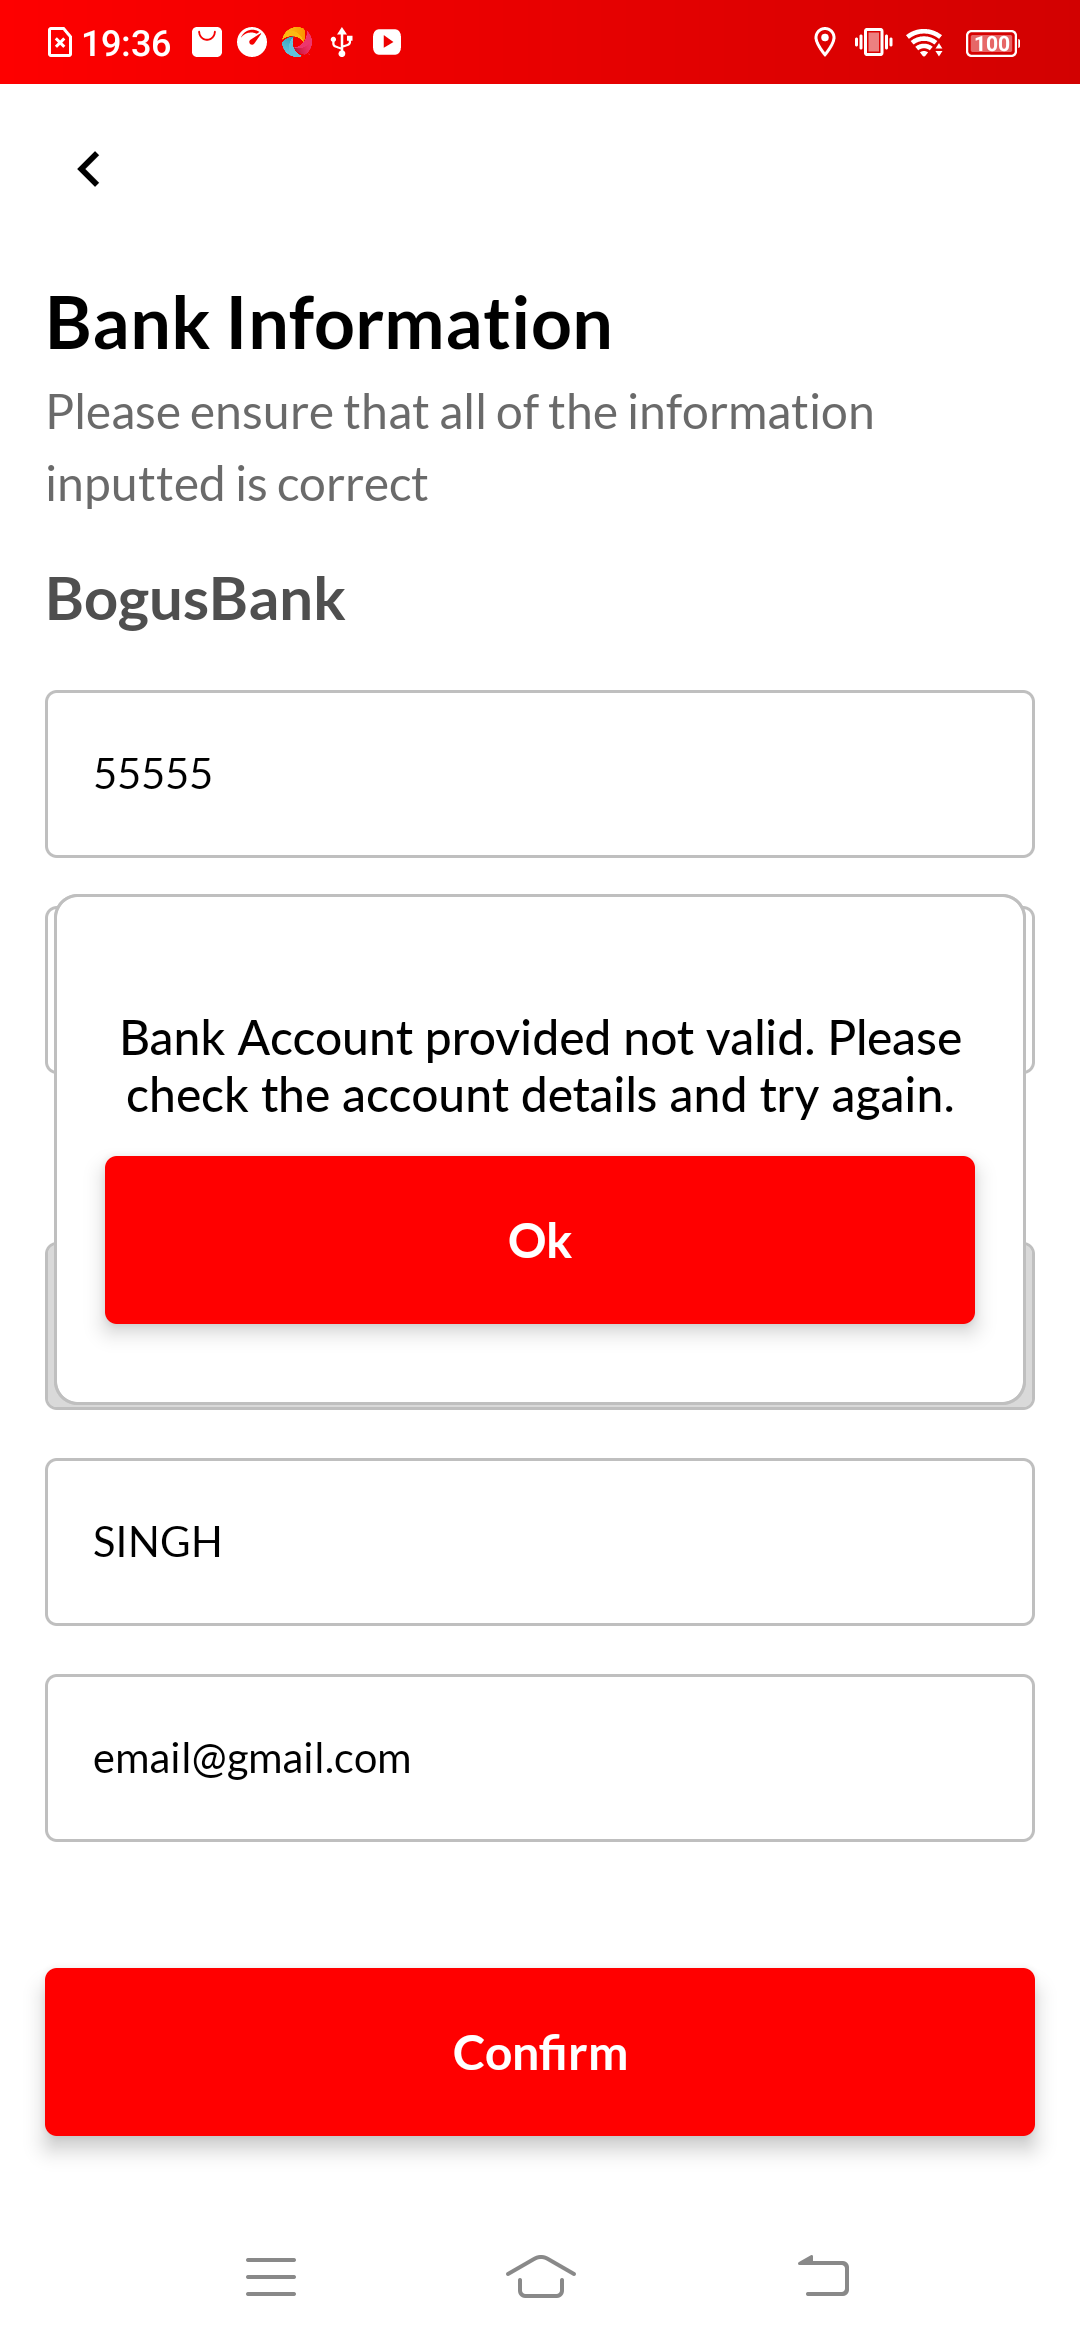 19:36
100
Bank Information
Please ensure that all of the information
inputted is correct
BogusBank
55555
Bank Account provided not valid. Please
check the account details and try again.
Ok
SINGH
email@gmail.com
Confirm